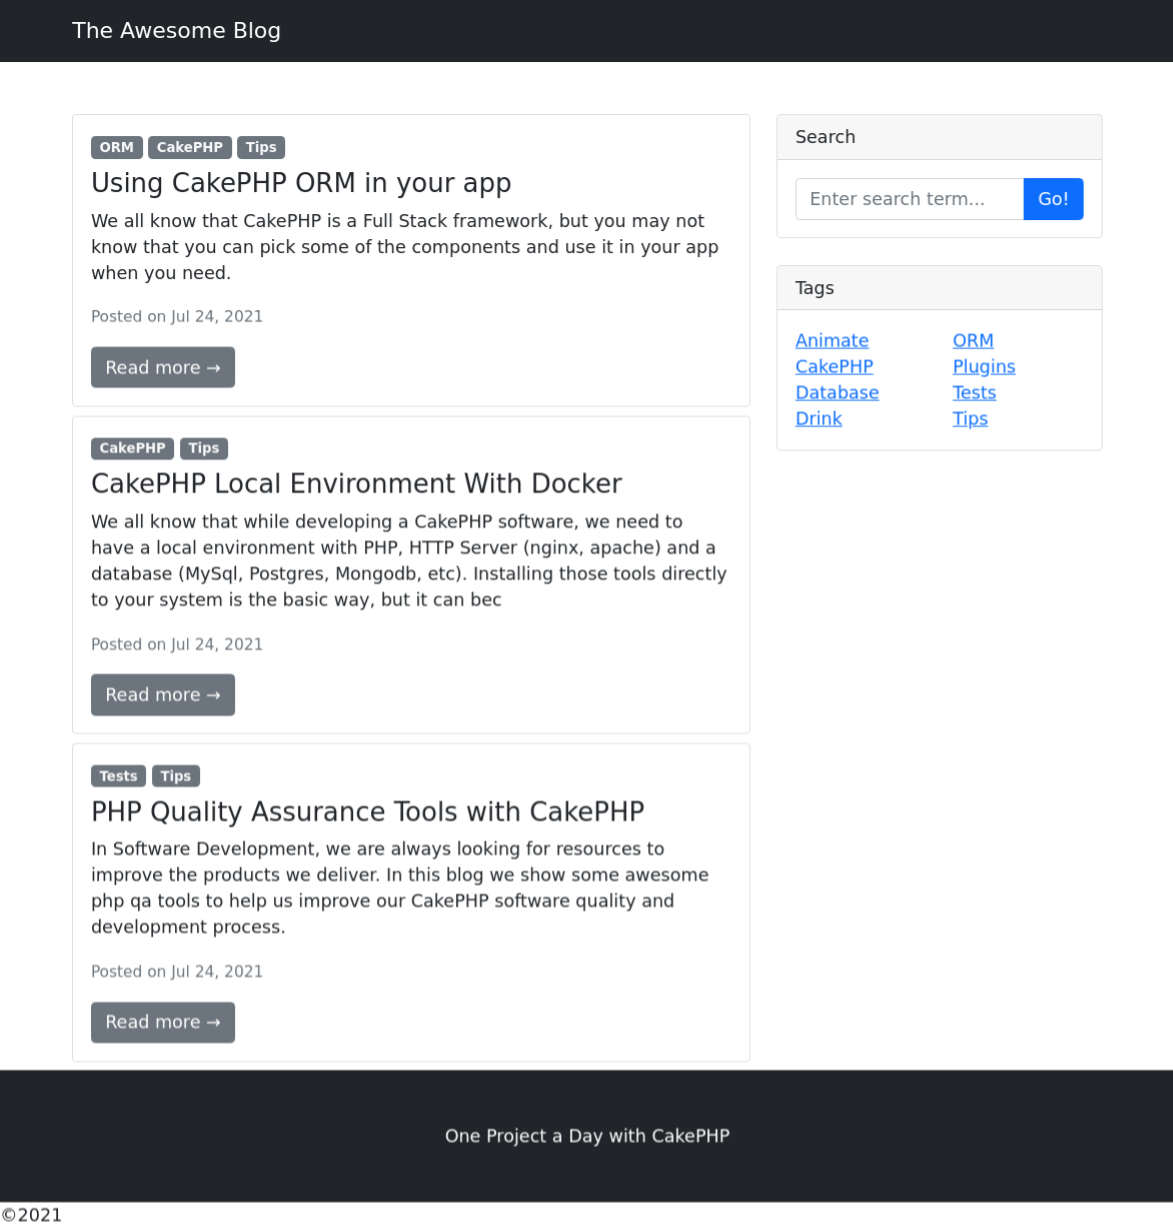 The Awesome Blog
ORM CakePHP Tips
Using CakePHP ORM in your app
We all know that CakePHP is a Full Stack framework, but you may not
know that you can pick some of the components and use it in your app
when you need.
Posted on Jul 24, 2021
Read more →
CakePHP Tips
CakePHP Local Environment With Docker
We all know that while developing a CakePHP software, we need to
have a local environment with PHP, HTTP Server (nginx, apache) and a
database (MySql, Postgres, Mongodb, etc). Installing those tools directly
to your system is the basic way, but it can bec
Posted on Jul 24, 2021
Read more →
Tests Tips
PHP Quality Assurance Tools with CakePHP
In Software Development, we are always looking for resources to
improve the products we deliver. In this blog we show some awesome
php qa tools to help us improve our CakePHP software quality and
development process.
Posted on Jul 24, 2021
Read more →
Search
Enter search term... Go!
Tags
Animate ORM
CakePHP Plugins
Database Tests
Drink Tips
One Project a Day with CakePHP
©2021